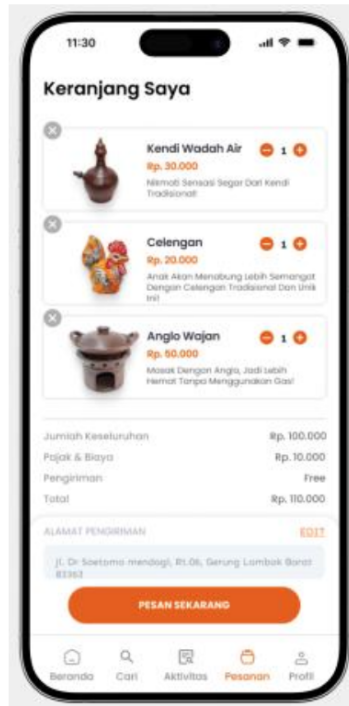 11:30
Keranjang Saya
Kendi Wadah Air
1
Rp. 30.000
Nikmati Sensasi Segar Dari Kendi
Tradisional!
Celengan
1
Rp. 20.000
Anak Akan Menabung Lebih Semangat
Dengan Celengan Tradisional Dan Unik
Ini!
Anglo Wajan
1
Rp. 50.000
Masak Dengan Anglo, Jadi Lebih
Hemat Tanpa Menggunakan Gas!
Jumlah Keseluruhan Rp. 100.000
Pajak & Biaya Rp. 10.000
Pengiriman Free
Total Rp. 110.000
ALAMAT PENGIRIMAN EDIT
jl. Dr Soetomo mendagi, Rt.06, Gerung Lombok Barat
83363
PESAN SEKARANG
Beranda Cari Aktivitas Pesanan Profil